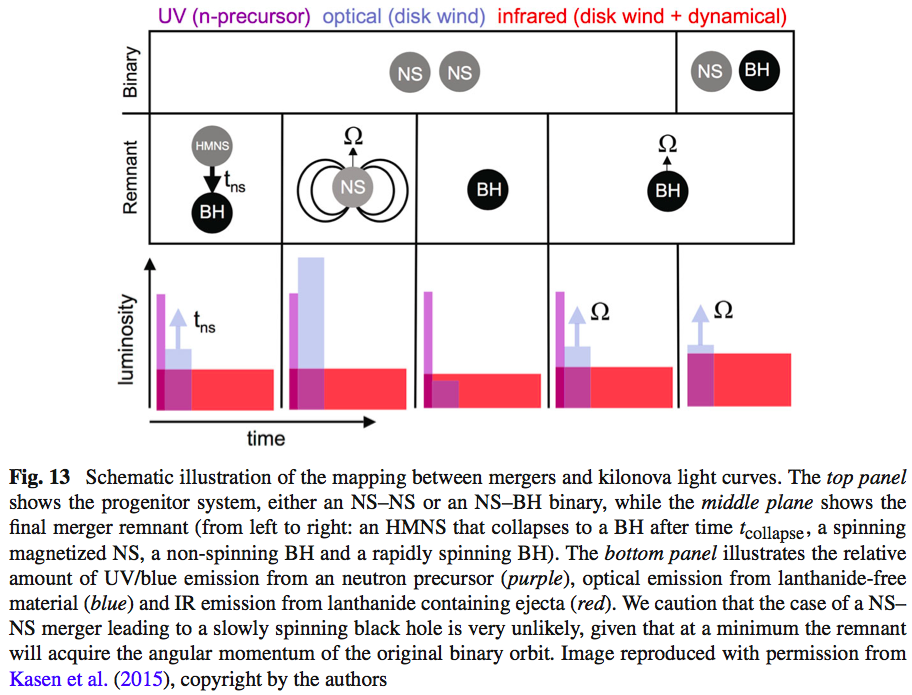 UV (n-precursor) optical (disk wind) infrared (disk wind + dynamical)
Binary
NS NS
NS BH
Remnant
HMNS
tns
BH
Ω
NS
BH
Ω
BH
luminosity
tns
Ω
Ω
time
Fig. 13 Schematic illustration of the mapping between mergers and kilonova light curves. The top panel
shows the progenitor system, either an NS–NS or an NS–BH binary, while the middle plane shows the
final merger remnant (from left to right: an HMNS that collapses to a BH after time tcollapse, a spinning
magnetized NS, a non-spinning BH and a rapidly spinning BH). The bottom panel illustrates the relative
amount of UV/blue emission from an neutron precursor (purple), optical emission from lanthanide-free
material (blue) and IR emission from lanthanide containing ejecta (red). We caution that the case of a NS–
NS merger leading to a slowly spinning black hole is very unlikely, given that at a minimum the remnant
will acquire the angular momentum of the original binary orbit. Image reproduced with permission from
Kasen et al. (2015), copyright by the authors